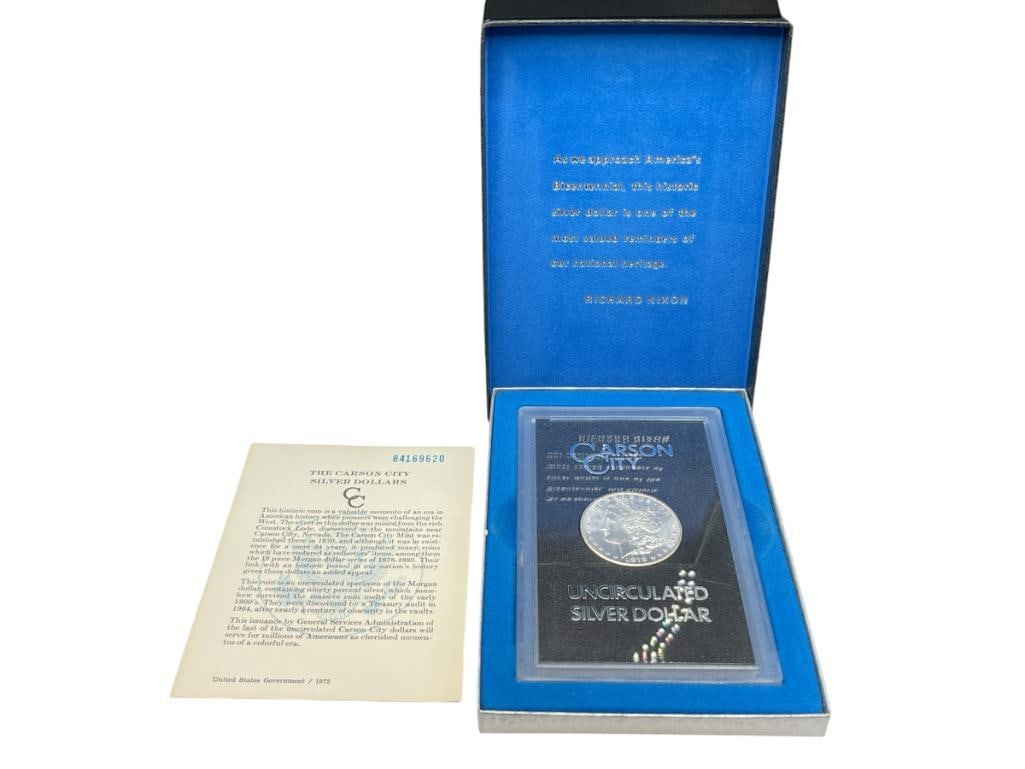 As we approach America's
Bicentennial, this historic
silver dollar is one of the
most valued reminders of
our national heritage.
RICHARD NIXON
84169620
THE CARSON CITY
SILVER DOLLARS
CC
This historic coin is a valuable memento of an era in
American history when pioneers were challenging the
West. The silver in this dollar was mined from the rich
Comstock Lode, discovered in the mountains near
Carson City, Nevada. The Carson City Mint was es-
tablished there in 1870, and although it was in exist-
ence for a mere 24 years, it produced many coins
which have endured as collectors' items, among them
the 13 piece Morgan dollar series of 1878-1893. Their
link with an historic period in our nation's history
gives these dollars an added appeal.
This coin is an uncirculated specimen of the Morgan
dollar, containing ninety percent silver, which some-
how survived the massive coin melts of the early
1900's. They were discovered by a Treasury audit in
1964, after nearly a century of obscurity in the vaults.
This issuance by General Services Administration of
the last of the uncirculated Carson City dollars will
serve for millions of Americans as cherished memen-
tos of a colorful era.
United States Government / 1972
CARSON
CITY
1878
UNCIRCULATED
SILVER DOLLAR